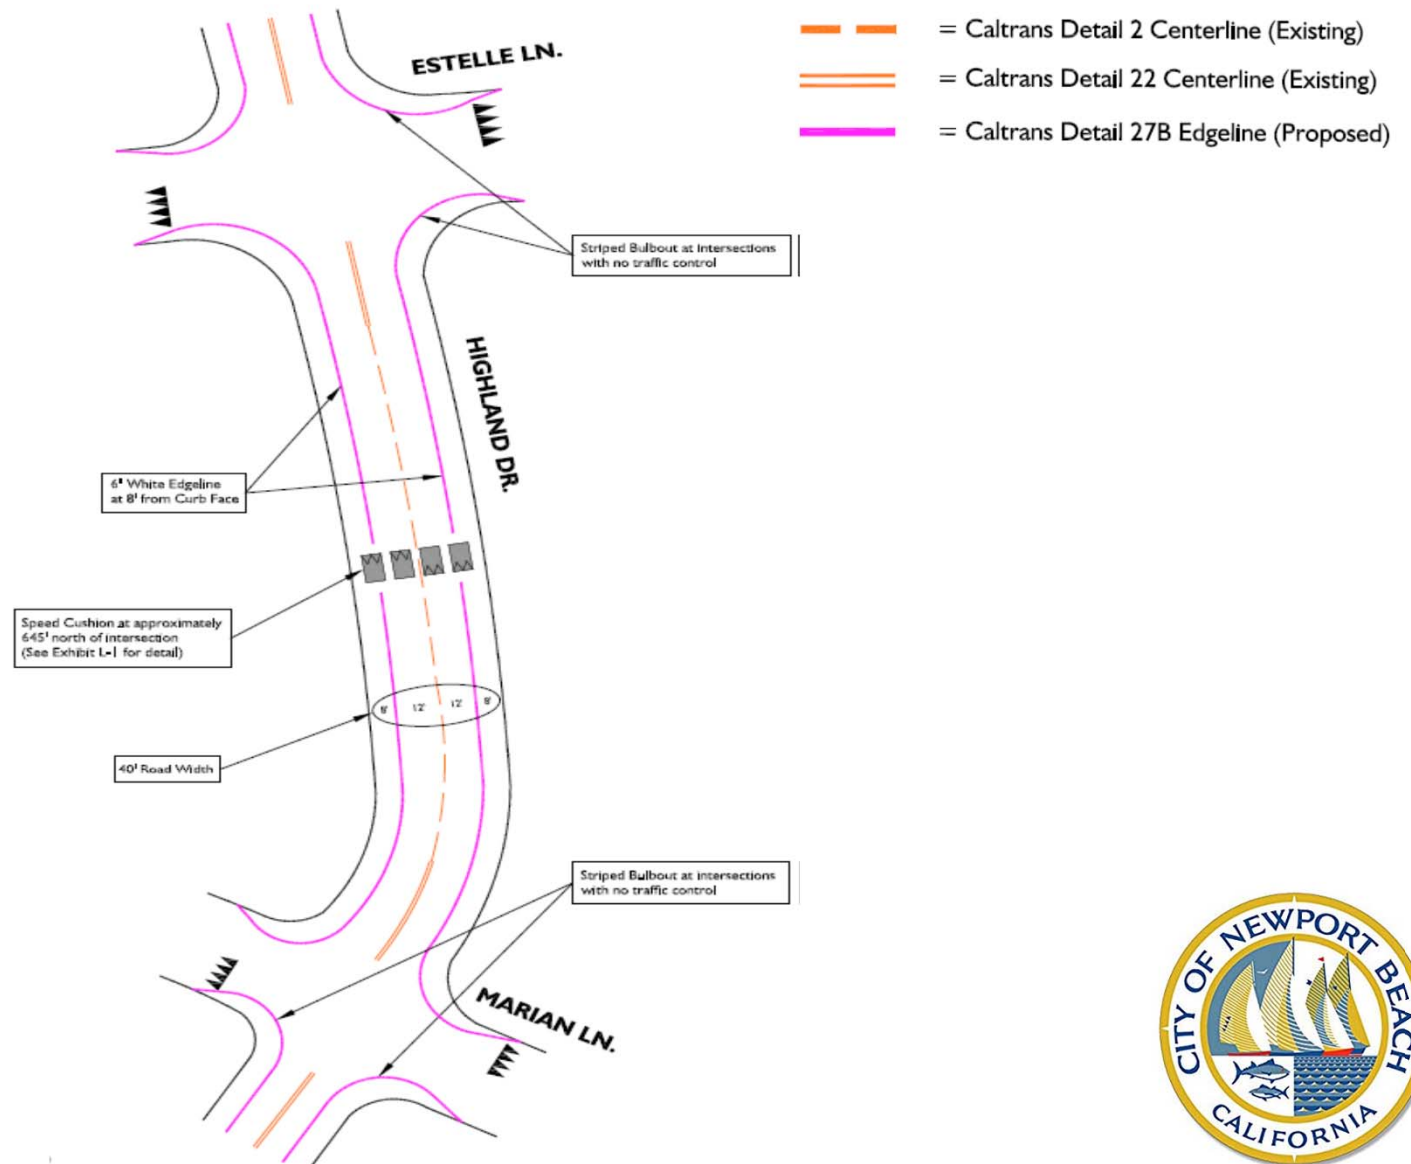 ESTELLE LN.
= Caltrans Detail 2 Centerline (Existing)
= Caltrans Detail 22 Centerline (Existing)
= Caltrans Detail 27B Edgeline (Proposed)
Striped Bulbout at Intersections
with no traffic control
HIGHLAND DR.
6" White Edgeline
at 8' from Curb Face
Speed Cushion at approximately
645' north of intersection
(See Exhibit L-1 for detail)
8' 12' 12' 8'
40' Road Width
Striped Bulbout at intersections
with no traffic control
MARIAN LN.
CITY OF NEWPORT BEACH
CALIFORNIA